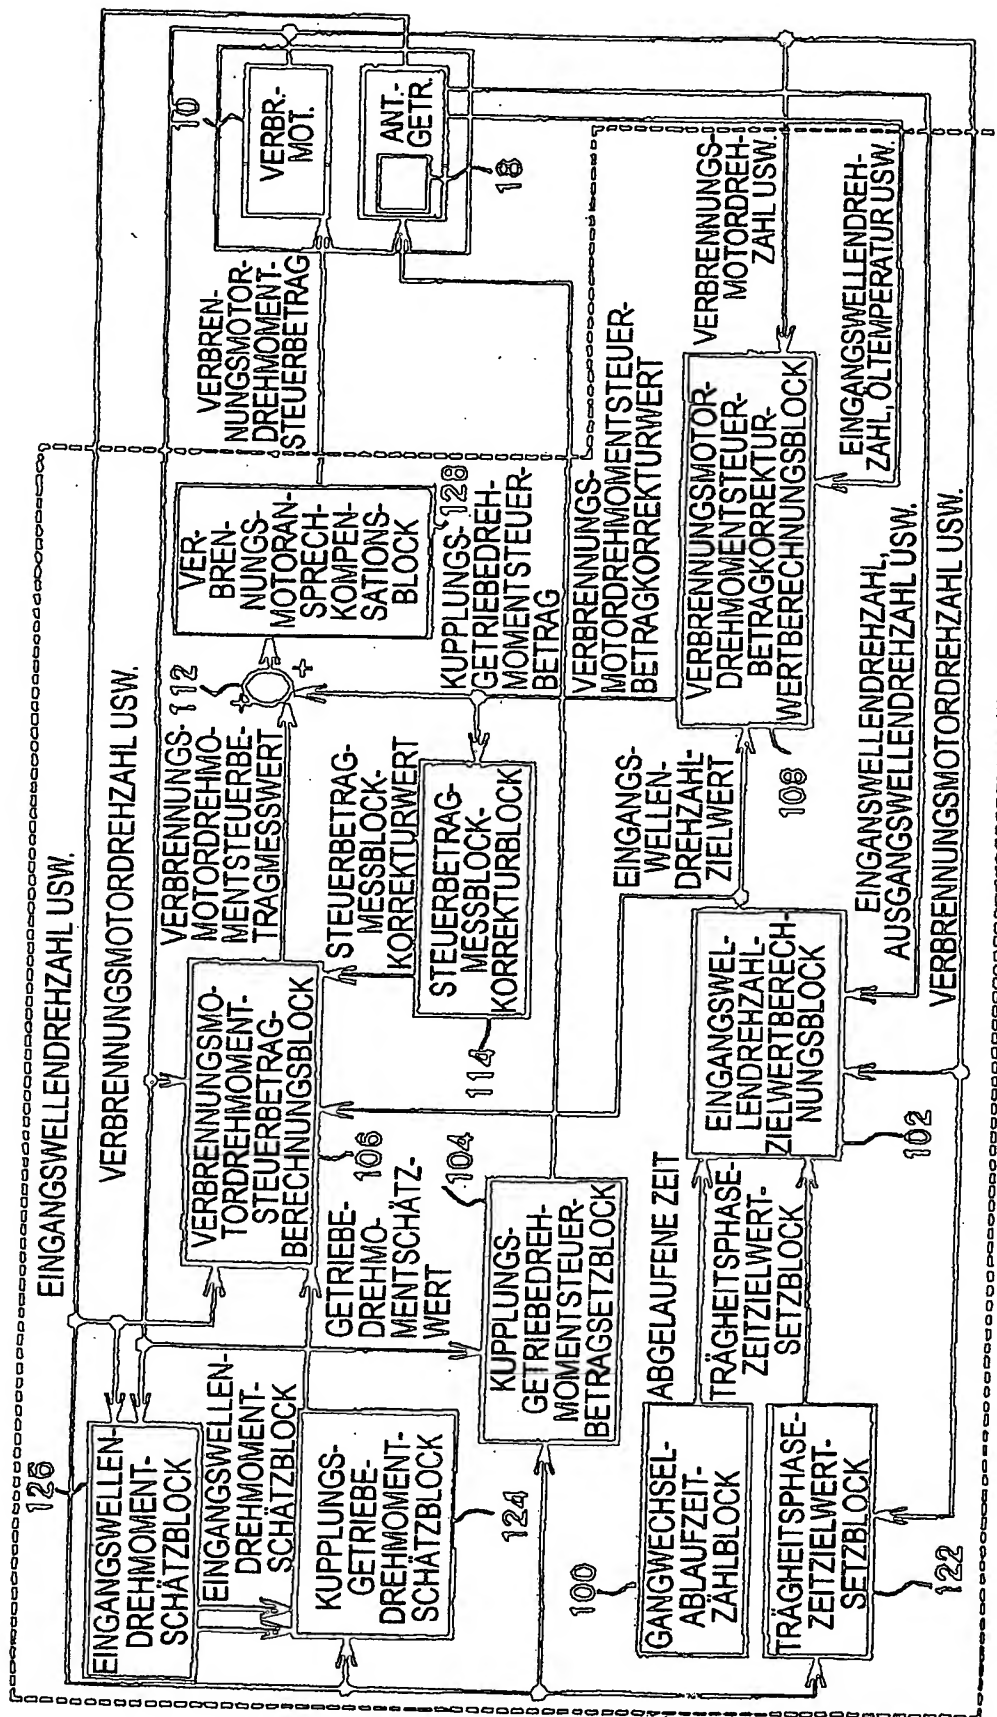 EINGANGSWELLENDREHZAHL USW.
VERBRENNUNGSMOTORDREHZAHL USW.
126
EINGANGSWELLEN-
DREHMOMENT-
SCHÄTZBLOCK
EINGANGSWELLEN-
DREHMOMENT-
SCHÄTZBLOCK
KUPPLUNGS-
GETRIEBE-
DREHMOMENT-
SCHÄTZBLOCK
124
VERBRENNUNGSMO-
TORDREHMOMENT-
STEUERBETRAG-
BERECHNUNGSBLOCK
106
VERBRENNUNGS-
MOTORDREHMO-
MENTSTEUERBE-
TRAGMESSWERT
112
+
+
VER-
BREN-
NUNGS-
MOTORAN-
SPRECH-
KOMPEN-
SATIONS-
BLOCK
128
VERBREN-
NUNGSMOTOR-
DREHMOMENT-
STEUERBETRAG
10
VERBR.-
MOT.
ANT.-
GETR.
18
GETRIEBE-
DREHMO-
MENTSCHÄTZ-
WERT
104
KUPPLUNGS-
GETRIEBEDREH-
MOMENTSTEUER-
BETRAGSETZBLOCK
STEUERBETRAG-
MESSBLOCK-
KORREKTURWERT
STEUERBETRAG-
MESSBLOCK-
KORREKTURBLOCK
114
KUPPLUNGS-
GETRIEBEDREH-
MOMENTSTEUER-
BETRAG
VERBRENNUNGS-
MOTORDREHMOMENTSTEUER-
BETRAGKORREKTURWERT
100
GANGWECHSEL-
ABLAUFZEIT
ZÄHLBLOCK
ABGELAUFENE ZEIT
TRÄGHEITSPHASE-
ZEITZIELWERT-
SETZBLOCK
TRÄGHEITSPHASE-
ZEITZIELWERT-
SETZBLOCK
122
EINGANGSWEL-
LENDREHZAHL-
ZIELWERTBERECH-
NUNGSBLOCK
102
EINGANGS-
WELLEN-
DREHZAHL-
ZIELWERT
VERBRENNUNGSMOTOR-
DREHMOMENTSTEUER-
BETRAGKORREKTUR-
WERTBERECHNUNGSBLOCK
108
VERBRENNUNGS-
MOTORDREH-
ZAHL USW.
EINGANGSWELLENDREH-
ZAHL, ÖLTEMPERATUR USW.
EINGANSWELLENDREHZAHL,
AUSGANGSWELLENDREHZAHL USW.
VERBRENNUNGSMOTORDREHZAHL USW.